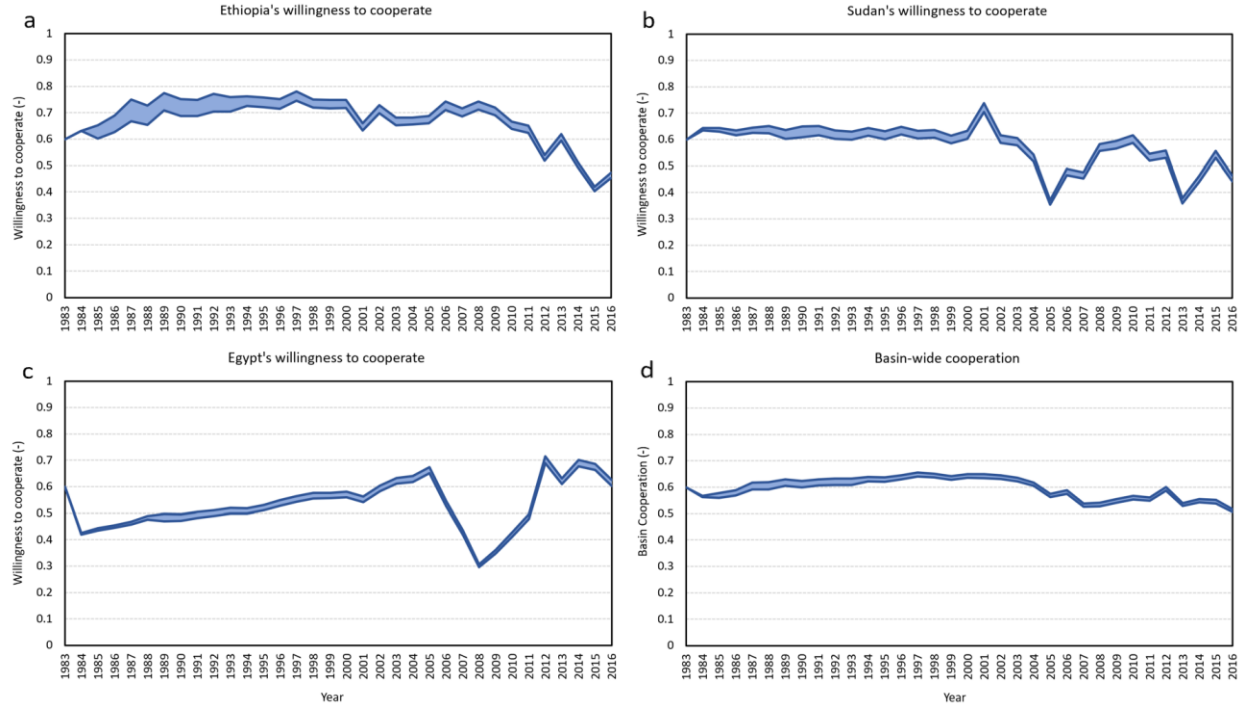 a
Ethiopia's willingness to cooperate
Willingness to cooperate (-)
1
0.9
0.8
0.7
0.6
0.5
0.4
0.3
0.2
0.1
0
1983 1984 1985 1986 1987 1988 1989 1990 1991 1992 1993 1994 1995 1996 1997 1998 1999 2000 2001 2002 2003 2004 2005 2006 2007 2008 2009 2010 2011 2012 2013 2014 2015 2016
b
Sudan's willingness to cooperate
Willingness to cooperate (-)
1
0.9
0.8
0.7
0.6
0.5
0.4
0.3
0.2
0.1
0
1983 1984 1985 1986 1987 1988 1989 1990 1991 1992 1993 1994 1995 1996 1997 1998 1999 2000 2001 2002 2003 2004 2005 2006 2007 2008 2009 2010 2011 2012 2013 2014 2015 2016
c
Egypt's willingness to cooperate
Willingness to cooperate (-)
1
0.9
0.8
0.7
0.6
0.5
0.4
0.3
0.2
0.1
0
1983 1984 1985 1986 1987 1988 1989 1990 1991 1992 1993 1994 1995 1996 1997 1998 1999 2000 2001 2002 2003 2004 2005 2006 2007 2008 2009 2010 2011 2012 2013 2014 2015 2016
Year
d
Basin-wide cooperation
Basin Cooperation (-)
1
0.9
0.8
0.7
0.6
0.5
0.4
0.3
0.2
0.1
0
1983 1984 1985 1986 1987 1988 1989 1990 1991 1992 1993 1994 1995 1996 1997 1998 1999 2000 2001 2002 2003 2004 2005 2006 2007 2008 2009 2010 2011 2012 2013 2014 2015 2016
Year